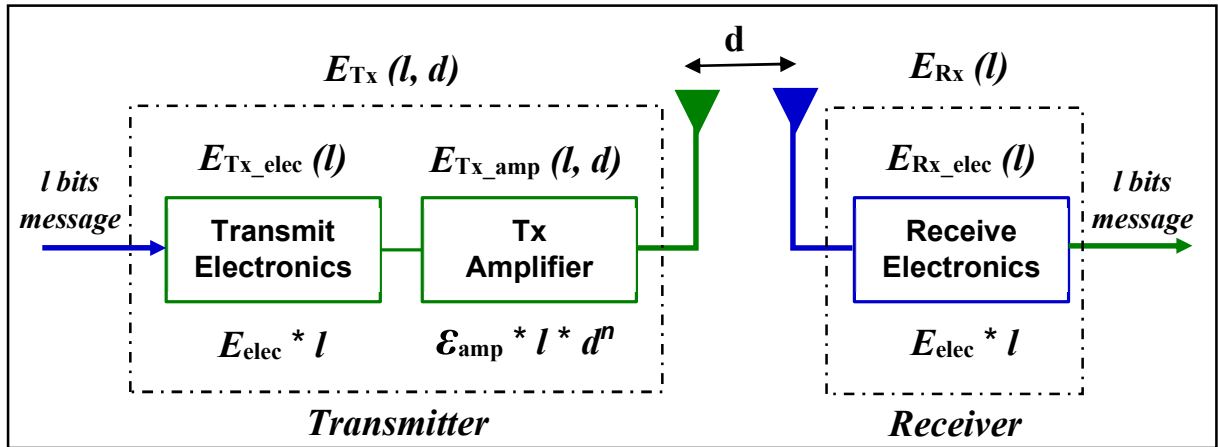 d
E_Tx (l, d)
E_Rx (l)
E_Tx_elec (l)
E_Tx_amp (l, d)
E_Rx_elec (l)
l bits
message
Transmit
Electronics
Tx
Amplifier
Receive
Electronics
l bits
message
E_elec * l
ε_amp * l * d^n
E_elec * l
Transmitter
Receiver